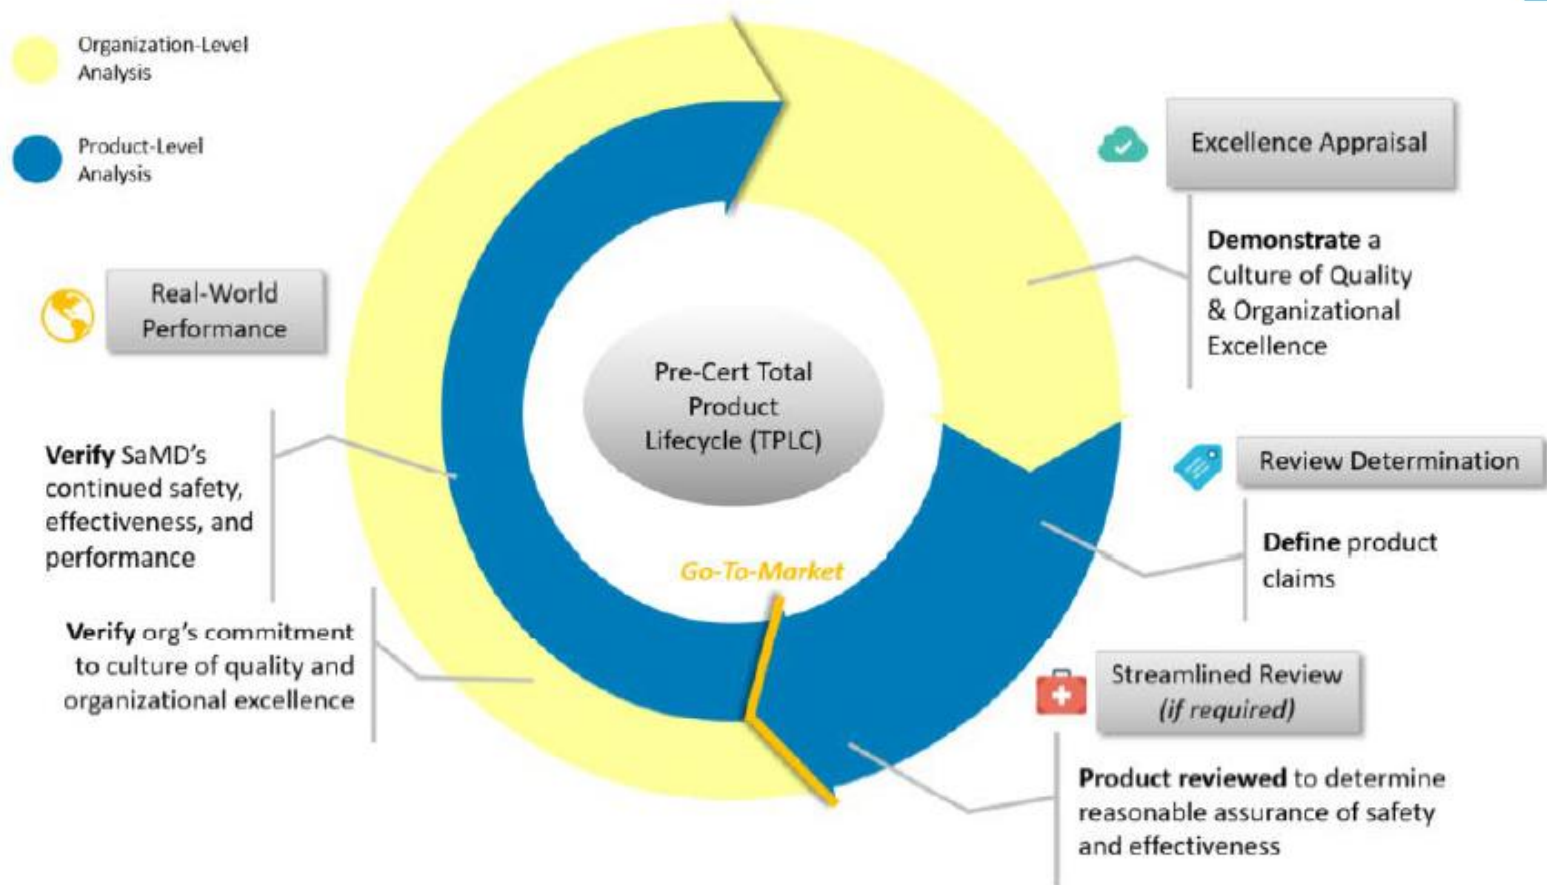 Organization-Level
Analysis
Product-Level
Analysis
Excellence Appraisal
Demonstrate a
Culture of Quality
& Organizational
Excellence
Review Determination
Define product
claims
Streamlined Review
(if required)
Product reviewed to determine
reasonable assurance of safety
and effectiveness
Go-To-Market
Pre-Cert Total
Product
Lifecycle (TPLC)
Real-World
Performance
Verify SaMD's
continued safety,
effectiveness, and
performance
Verify org's commitment
to culture of quality and
organizational excellence